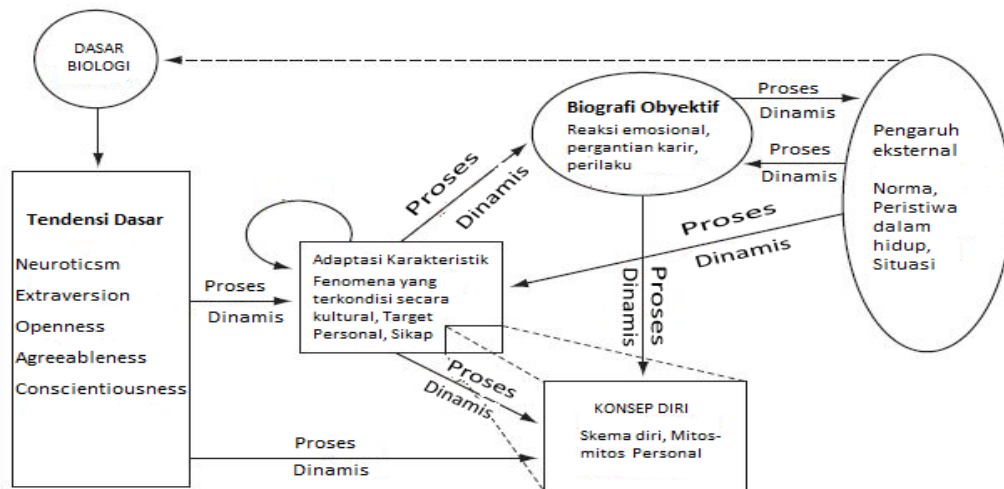 DASAR
BIOLOGI
Tendensi Dasar
Neuroticsm
Extraversion
Openness
Agreeableness
Conscientiousness
Proses
Dinamis
Adaptasi Karakteristik
Fenomena yang
terkondisi secara
kultural, Target
Personal, Sikap
Proses
Dinamis
Biografi Obyektif
Reaksi emosional,
pergantian karir,
perilaku
Proses
Dinamis
Proses
Dinamis
Pengaruh
eksternal
Norma,
Peristiwa
dalam
hidup,
Situasi
Proses
Dinamis
Proses
Dinamis
Proses
Dinamis
Proses
Dinamis
KONSEP DIRI
Skema diri, Mitos-
mitos Personal